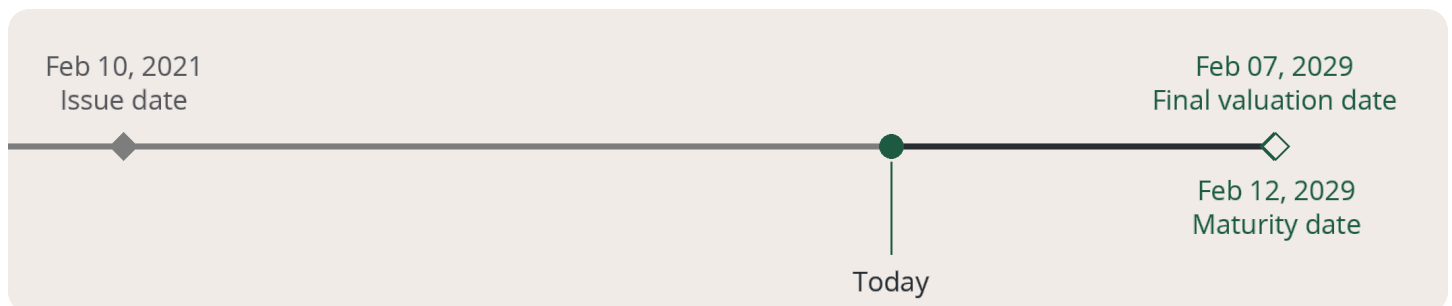 Feb 10, 2021
Issue date
Feb 07, 2029
Final valuation date
Feb 12, 2029
Maturity date
Today